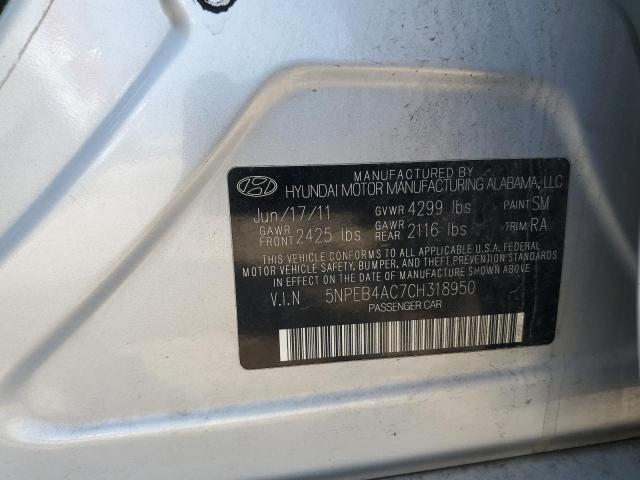 MANUFACTURED BY
HYUNDAI MOTOR MANUFACTURING ALABAMA, LLC
Jun/17/11 GVWR 4299 lbs PAINT SM
GAWR FRONT 2425 lbs GAWR REAR 2116 lbs TRIM RA
THIS VEHICLE CONFORMS TO ALL APPLICABLE U.S.A. FEDERAL
MOTOR VEHICLE SAFETY, BUMPER, AND THEFT PREVENTION STANDARDS
IN EFFECT ON THE DATE OF MANUFACTURE SHOWN ABOVE.
V.I.N 5NPEB4AC7CH318950
PASSENGER CAR